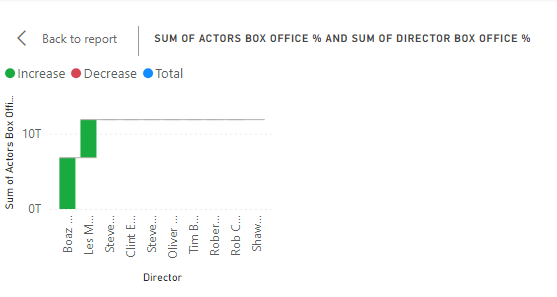 Back to report
SUM OF ACTORS BOX OFFICE % AND SUM OF DIRECTOR BOX OFFICE %
Increase Decrease Total
Sum of Actors Box Offi...
10T
0T
Boaz ...
Les M...
Steve...
Clint E...
Steve...
Oliver ...
Tim B...
Rober...
Rob C...
Shaw...
Director